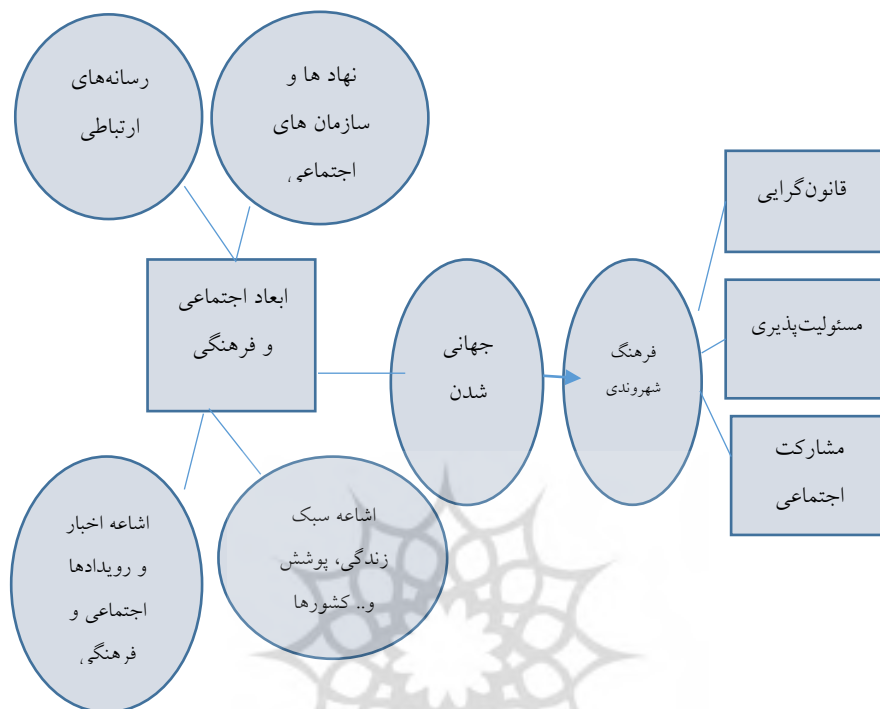 نهاد ها و
سازمان های
اجتماعی
رسانه‌های
ارتباطی
قانون‌گرایی
ابعاد اجتماعی
و فرهنگی
مسئولیت‌پذیری
جهانی
شدن
فرهنگ
شهروندی
مشارکت
اجتماعی
اشاعه سبک
زندگی، پوشش
و.. کشورها
اشاعه اخبار
و رویدادها
اجتماعی و
فرهنگی